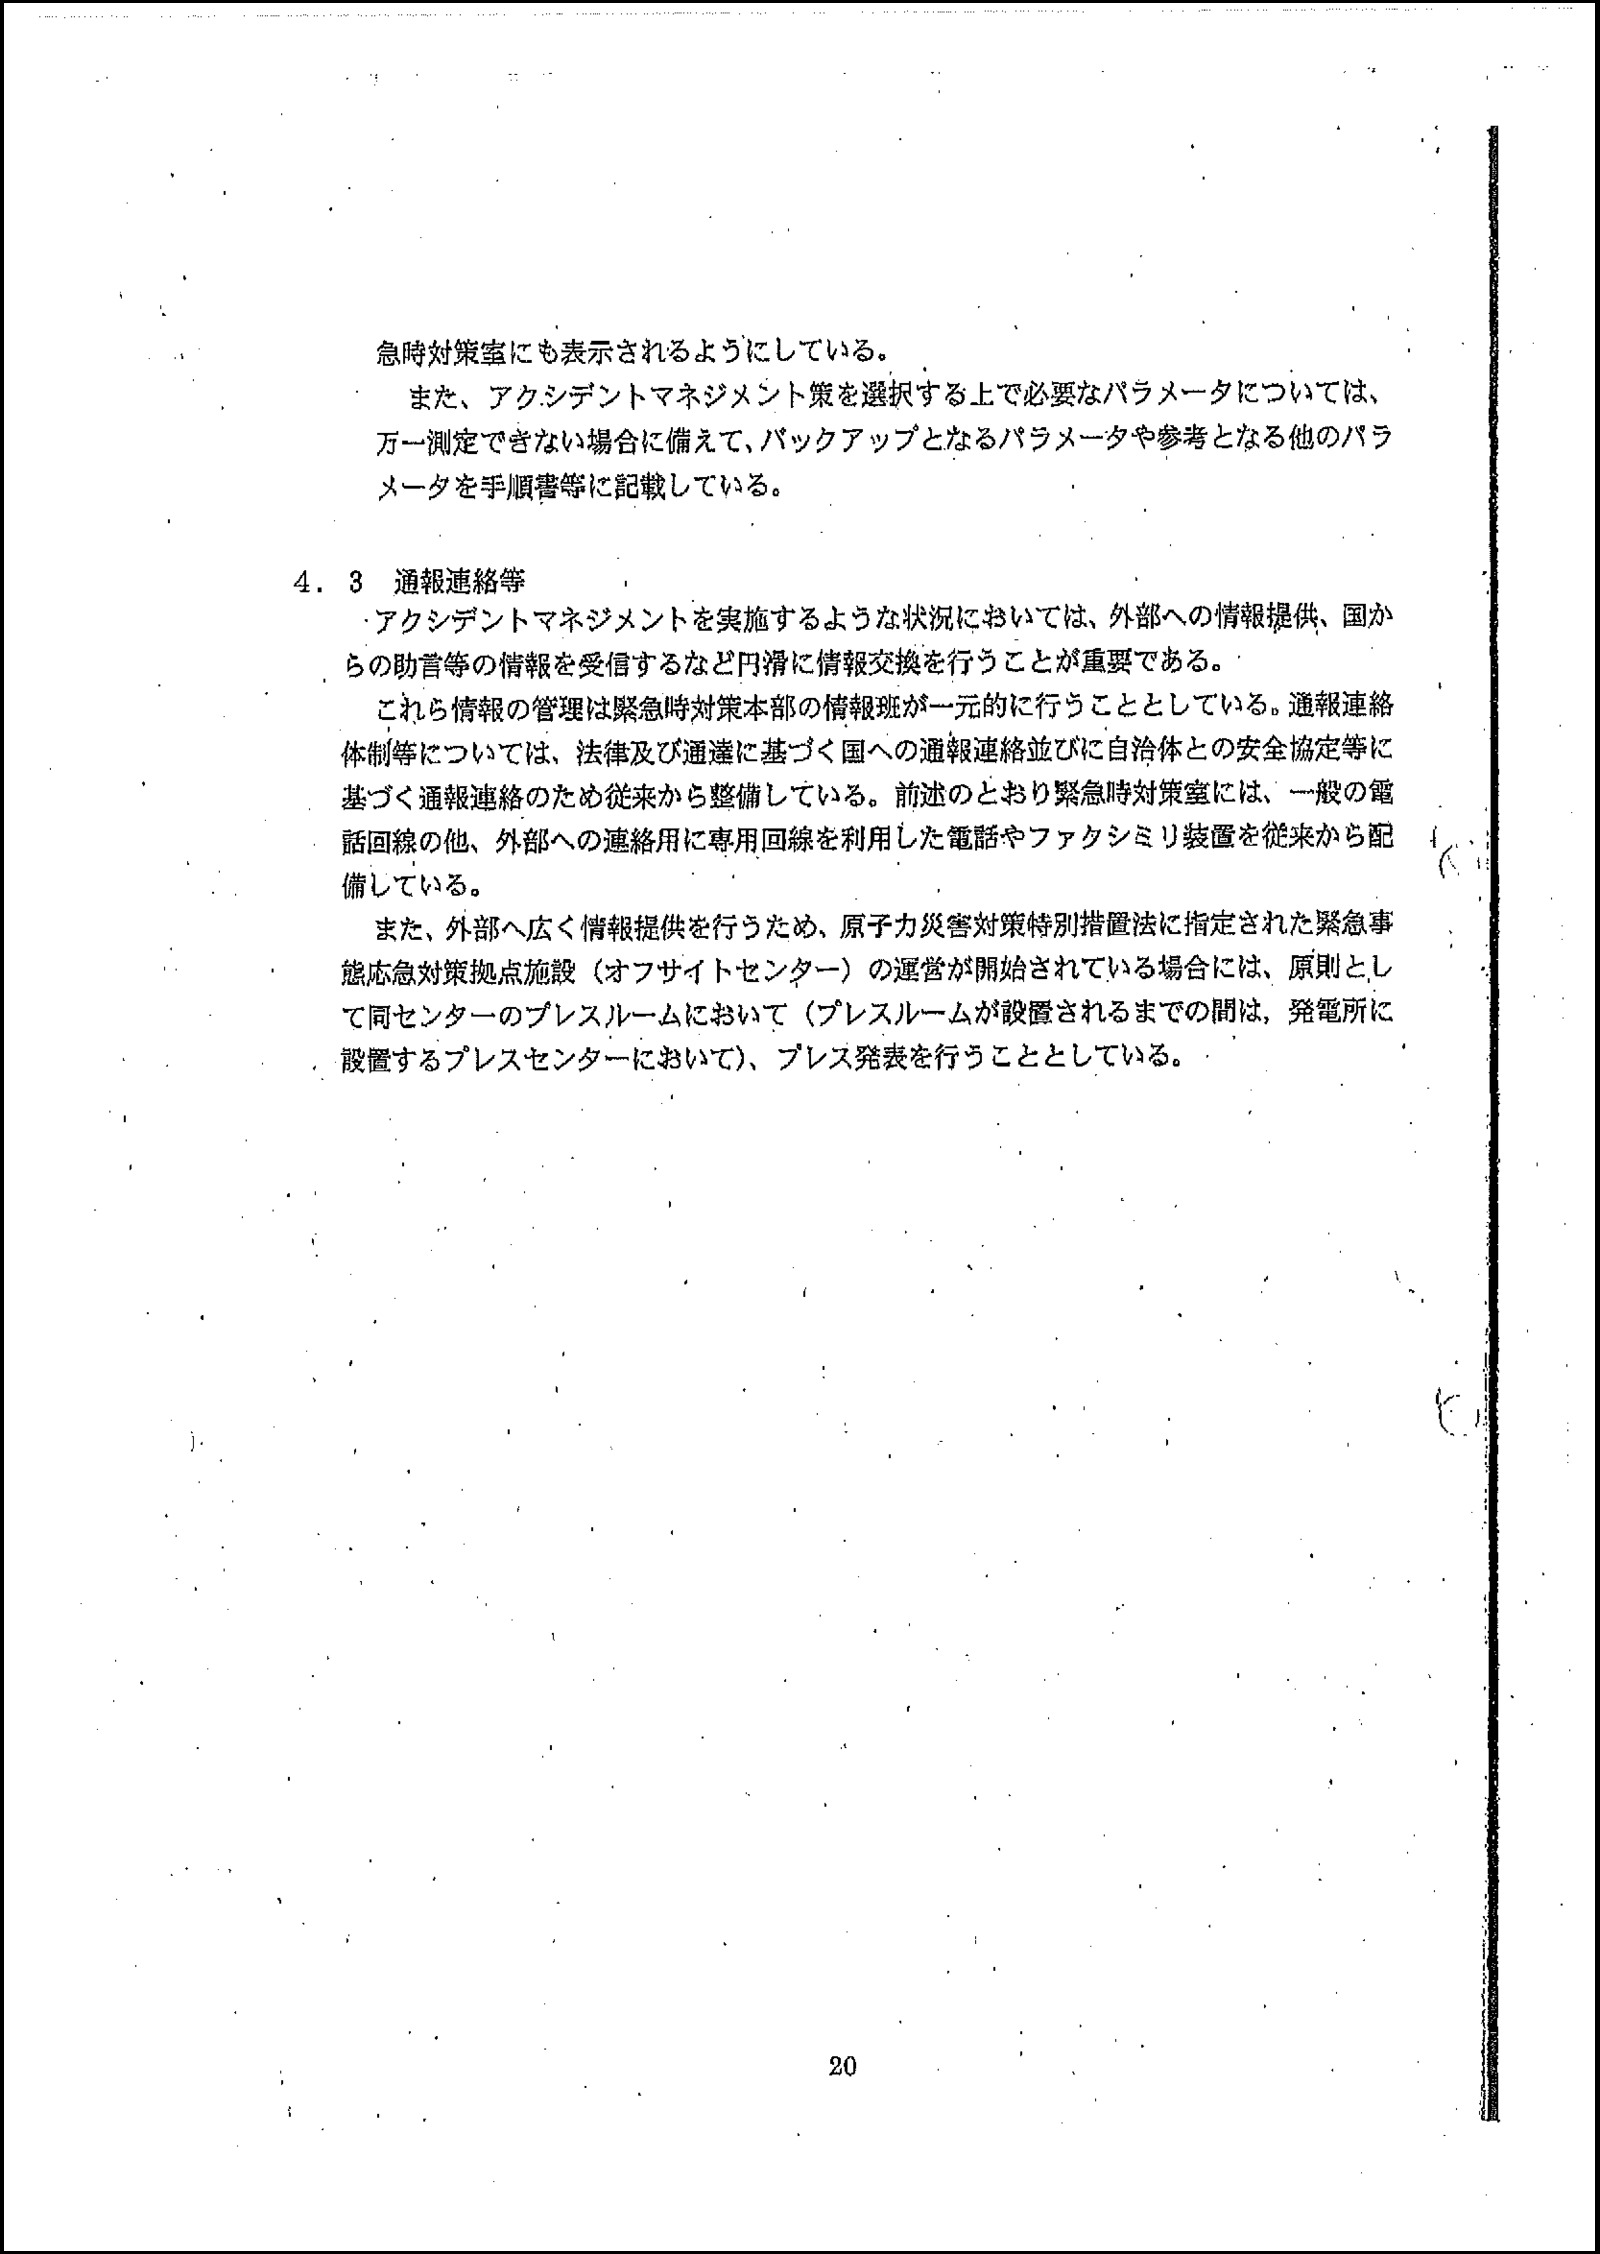 急時対策室にも表示されるようにしている。
また、アクシデントマネジメント策を選択する上で必要なパラメータについては、
万一測定できない場合に備えて、バックアップとなるパラメータや参考となる他のパラ
メータを手順書等に記載している。
4．3　通報連絡等
アクシデントマネジメントを実施するような状況においては、外部への情報提供、国か
らの助言等の情報を受信するなど円滑に情報交換を行うことが重要である。
これら情報の管理は緊急時対策本部の情報班が一元的に行うこととしている。通報連絡
体制等については、法律及び通達に基づく国への通報連絡並びに自治体との安全協定等に
基づく通報連絡のため従来から整備している。前述のとおり緊急時対策室には、一般の電
話回線の他、外部への連絡用に専用回線を利用した電話やファクシミリ装置を従来から配
備している。
また、外部へ広く情報提供を行うため、原子力災害対策特別措置法に指定された緊急事
態応急対策拠点施設（オフサイトセンター）の運営が開始されている場合には、原則とし
て同センターのプレスルームにおいて（プレスルームが設置されるまでの間は，発電所に
設置するプレスセンターにおいて）、プレス発表を行うこととしている。
20